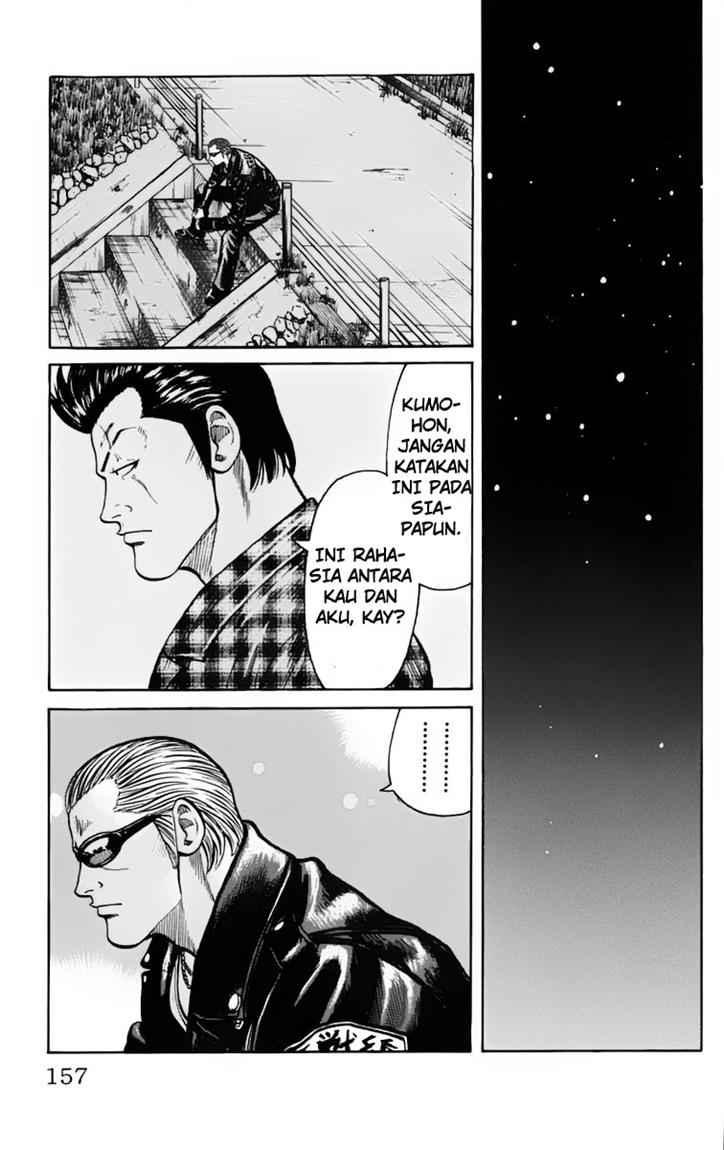 KUMO-
HON,
JANGAN
KATAKAN
INI PADA
SIA-
PAPUN.
INI RAHA-
SIA ANTARA
KAU DAN
AKU, KAY?
⋯⋯⋯
⋯⋯⋯
157